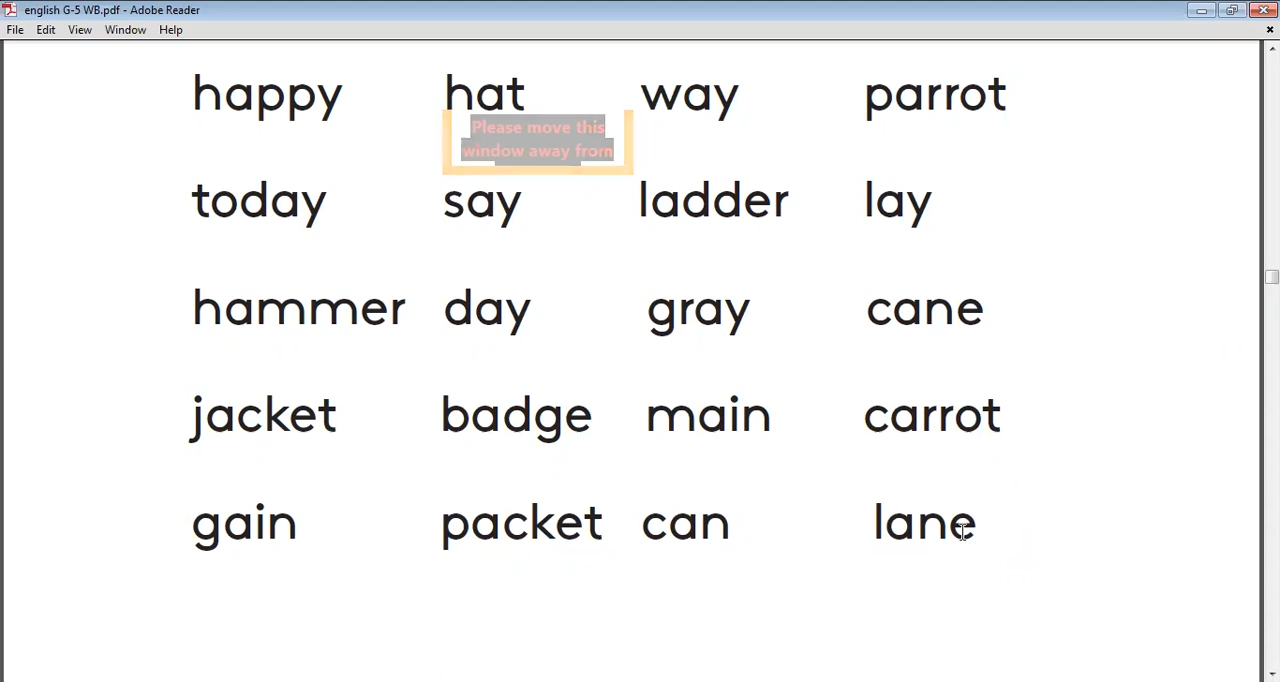 english G-5 WB.pdf - Adobe Reader
File Edit View Window Help
happy hat way parrot
Please move this
window away from
today say ladder lay
hammer day gray cane
jacket badge main carrot
gain packet can lane